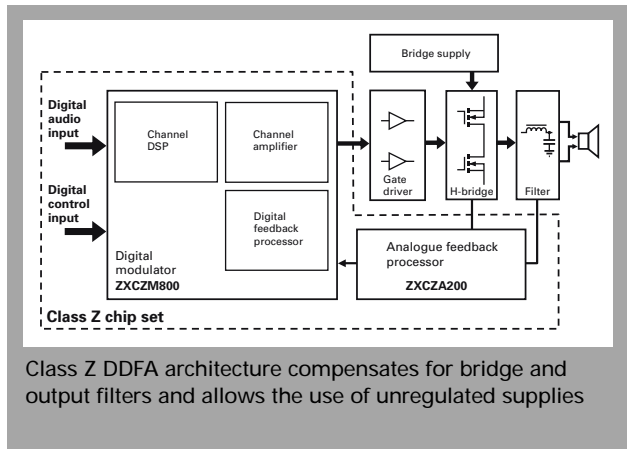 Bridge supply
Digital
audio
input
Channel
DSP
Channel
amplifier
Gate
driver
H-bridge
Filter
Digital
control
input
Digital
feedback
processor
Digital
modulator
ZXCZM800
Analogue feedback
processor
ZXCZA200
Class Z chip set
Class Z DDFA architecture compensates for bridge and
output filters and allows the use of unregulated supplies